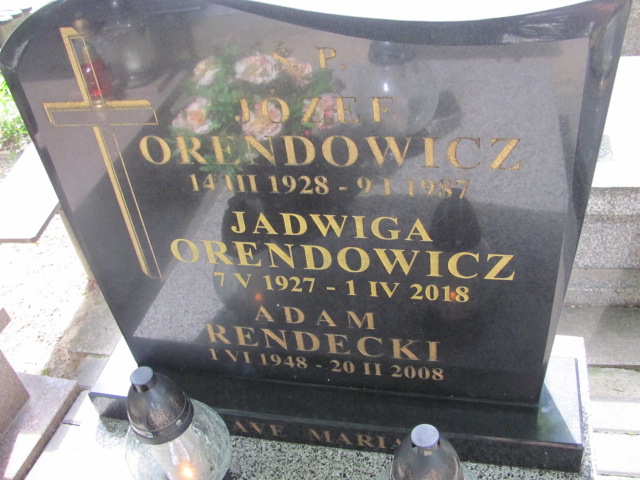 Ś. P.
JÓZEF
ORENDOWICZ
14 III 1928 - 9 I 1987
JADWIGA
ORENDOWICZ
7 V 1927 - 1 IV 2018
ADAM
RENDECKI
1 VI 1948 - 20 II 2008
AVE MARIA